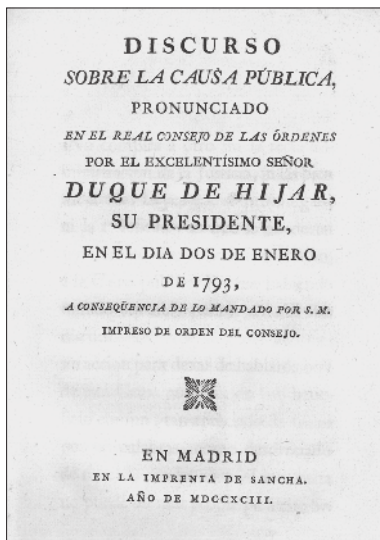 DISCURSO
SOBRE LA CAUSA PÚBLICA,
PRONUNCIADO
EN EL REAL CONSEJO DE LAS ÓRDENES
POR EL EXCELENTÍSIMO SEÑOR
DUQUE DE HIJAR,
SU PRESIDENTE,
EN EL DIA DOS DE ENERO
DE 1793,
A CONSEQÜENCIA DE LO MANDADO POR S. M.
IMPRESO DE ORDEN DEL CONSEJO.
EN MADRID
EN LA IMPRENTA DE SANCHA.
AÑO DE MDCCXCIII.